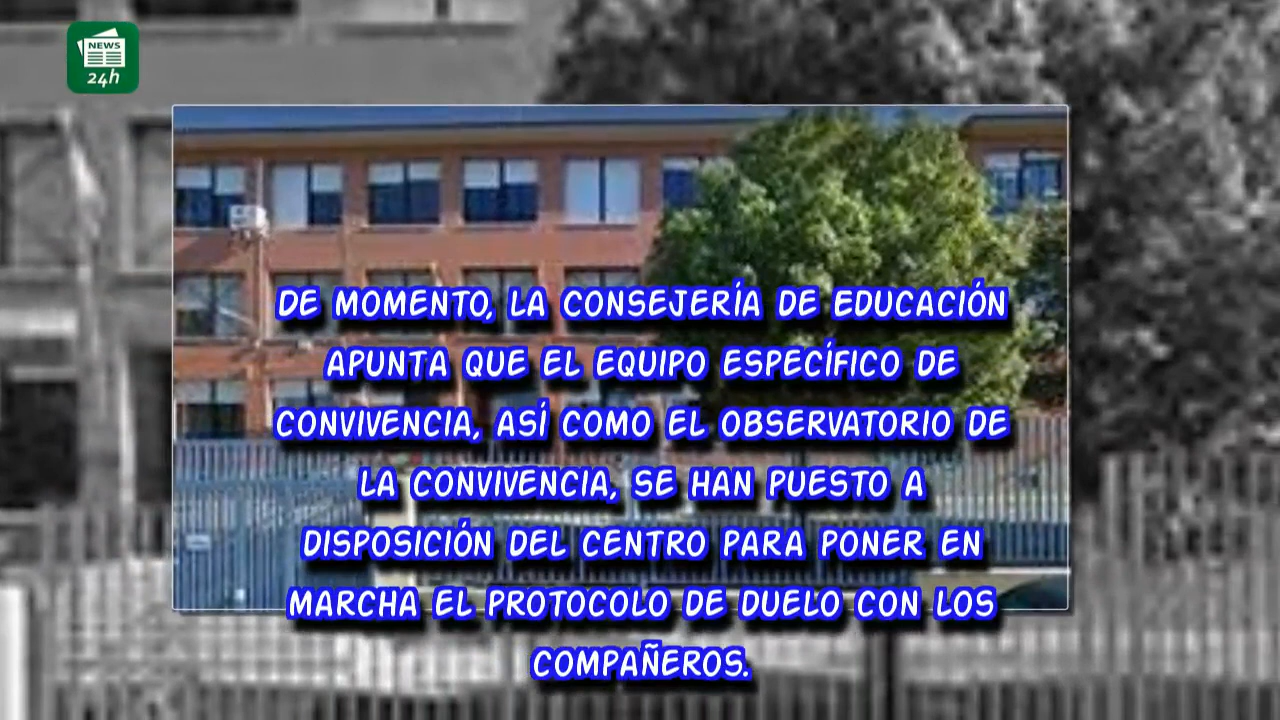 NEWS
24h
DE MOMENTO, LA CONSEJERÍA DE EDUCACIÓN
APUNTA QUE EL EQUIPO ESPECÍFICO DE
CONVIVENCIA, ASÍ COMO EL OBSERVATORIO DE
LA CONVIVENCIA, SE HAN PUESTO A
DISPOSICIÓN DEL CENTRO PARA PONER EN
MARCHA EL PROTOCOLO DE DUELO CON LOS
COMPAÑEROS.